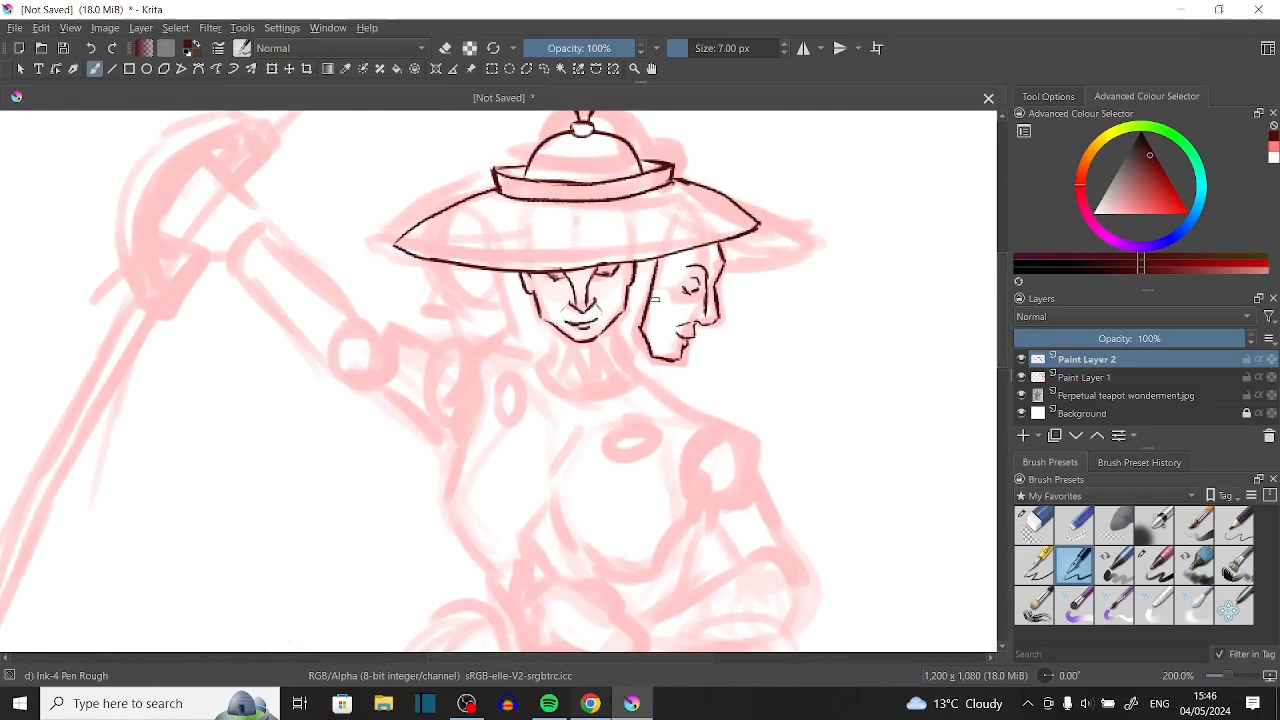 [Not Saved] (18.0 MiB) * - Krita
File Edit View Image Layer Select Filter Tools Settings Window Help
Normal Opacity: 100% Size: 7.00 px
[Not Saved] *
Tool Options Advanced Colour Selector
Advanced Colour Selector
Layers
Normal
Opacity: 100%
Paint Layer 2
Paint Layer 1
Perpetual teapot wonderment.jpg
Background
Brush Presets Brush Preset History
Brush Presets
My Favorites Tag
Search Filter in Tag
d) Ink-4 Pen Rough RGB/Alpha (8-bit integer/channel) sRGB-elle-V2-srgbtrc.icc 1,200 x 1,080 (18.0 MiB) 0.00° 200.0%
Type here to search 13°C Cloudy ENG 15:46
04/05/2024